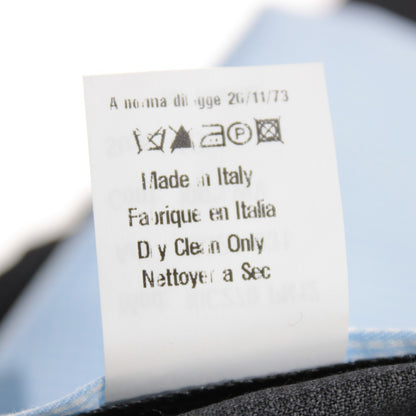 A norma di legge 26/11/73
P
Made in Italy
Fabrique en Italia
Dry Clean Only
Nettoyer a Sec